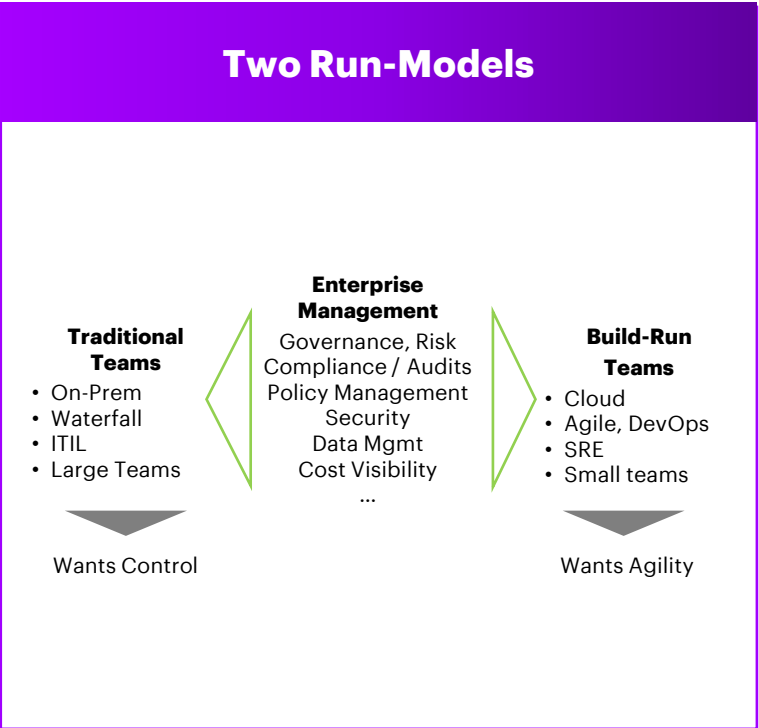 Two Run-Models
Traditional
Teams
• On-Prem
• Waterfall
• ITIL
• Large Teams
Wants Control
Enterprise
Management
Governance, Risk
Compliance / Audits
Policy Management
Security
Data Mgmt
Cost Visibility
...
Build-Run
Teams
• Cloud
• Agile, DevOps
• SRE
• Small teams
Wants Agility